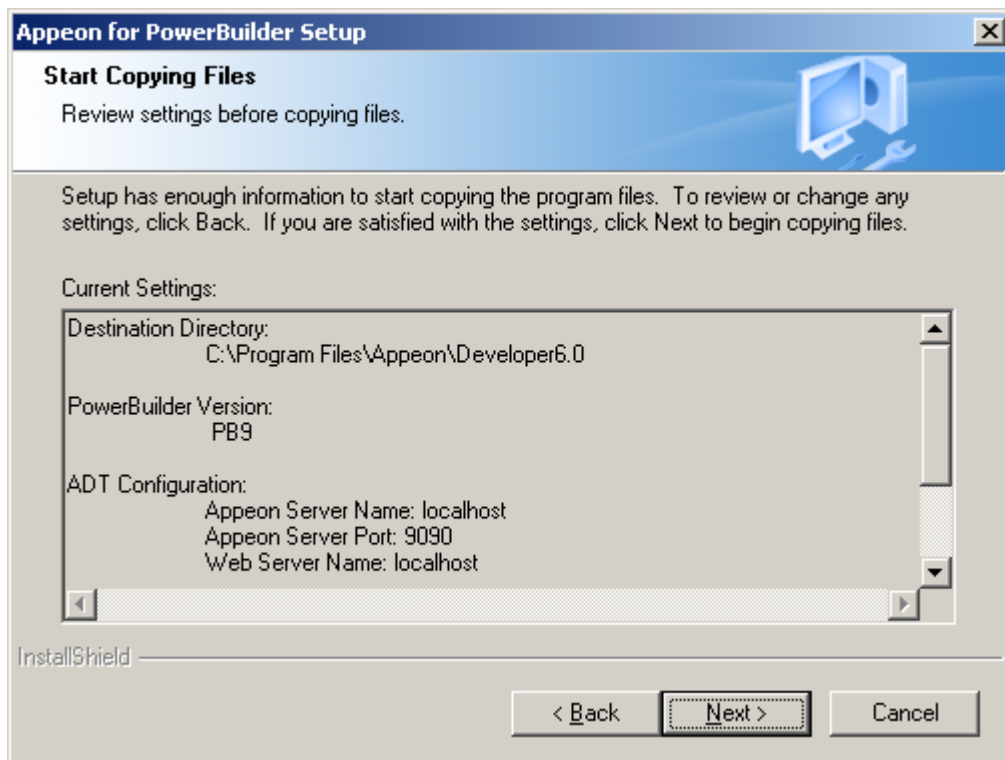 Appeon for PowerBuilder Setup
Start Copying Files
Review settings before copying files.
Setup has enough information to start copying the program files.  To review or change any
settings, click Back.  If you are satisfied with the settings, click Next to begin copying files.
Current Settings:
Destination Directory:
C:\Program Files\Appeon\Developer6.0
PowerBuilder Version:
PB9
ADT Configuration:
Appeon Server Name: localhost
Appeon Server Port: 9090
Web Server Name: localhost
InstallShield
< Back
Next >
Cancel